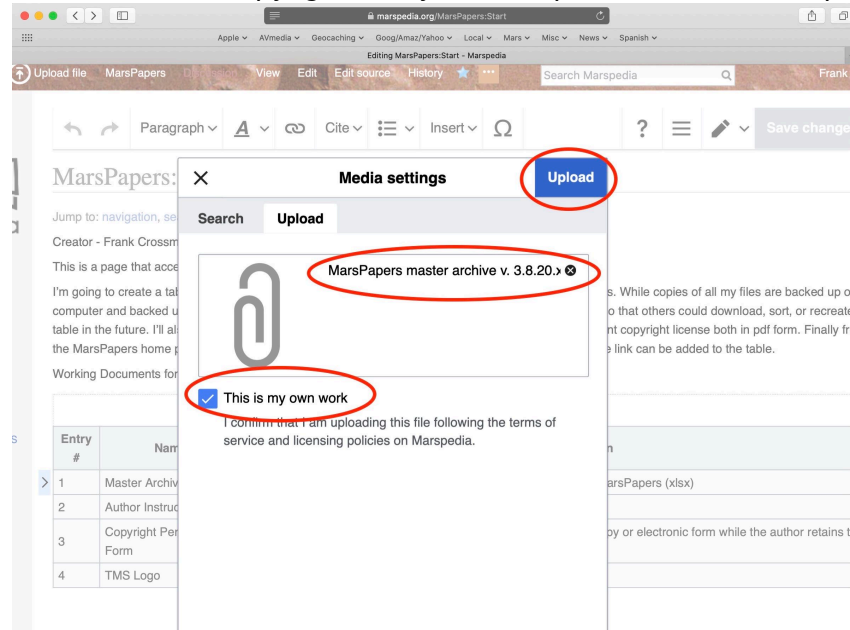 marspedia.org/MarsPapers:Start
Apple AVmedia Geocaching Goog/Amaz/Yahoo Local Mars Misc News Spanish
Editing MarsPapers:Start - Marspedia
Upload file MarsPapers View Edit Edit source History Search Marspedia Frank
Paragraph A Cite Insert Ω ? Save change
MarsPapers:
Media settings
Upload
Jump to: navigation, se
Search Upload
Creator - Frank Crossm
This is a page that acce
MarsPapers master archive v. 3.8.20.x
I'm going to create a tab s. While copies of all my files are backed up o
computer and backed u o that others could download, sort, or recreate
table in the future. I'll al nt copyright license both in pdf form. Finally fr
the MarsPapers home p link can be added to the table.
Working Documents for
This is my own work
I confirm that I am uploading this file following the terms of
service and licensing policies on Marspedia.
Entry
# Nam n
1 Master Archiv arsPapers (xlsx)
2 Author Instruc
3 Copyright Per py or electronic form while the author retains t
Form
4 TMS Logo